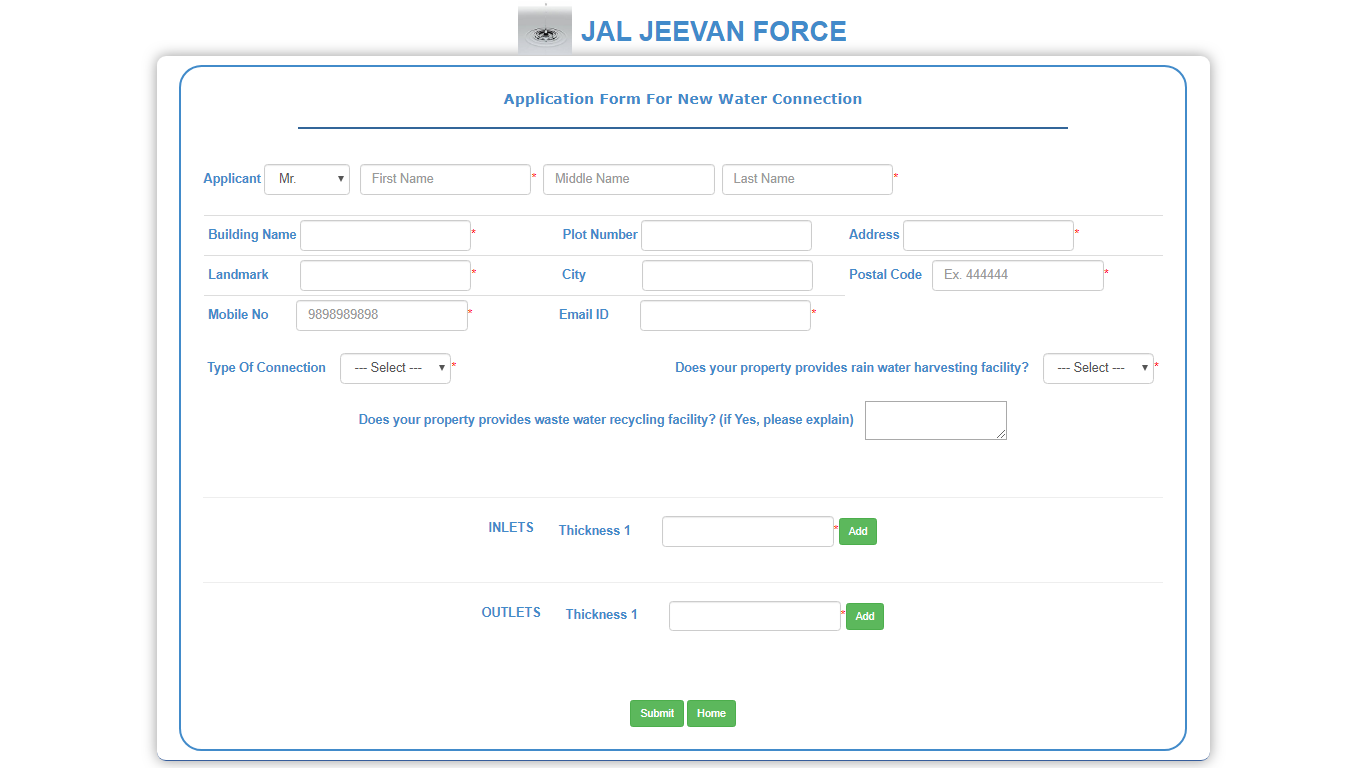 JAL JEEVAN FORCE
Application Form For New Water Connection
Applicant Mr. First Name * Middle Name Last Name *
Building Name * Plot Number Address *
Landmark * City Postal Code Ex. 444444 *
Mobile No 9898989898 * Email ID *
Type Of Connection --- Select --- * Does your property provides rain water harvesting facility? --- Select --- *
Does your property provides waste water recycling facility? (if Yes, please explain)
INLETS Thickness 1 * Add
OUTLETS Thickness 1 * Add
Submit Home